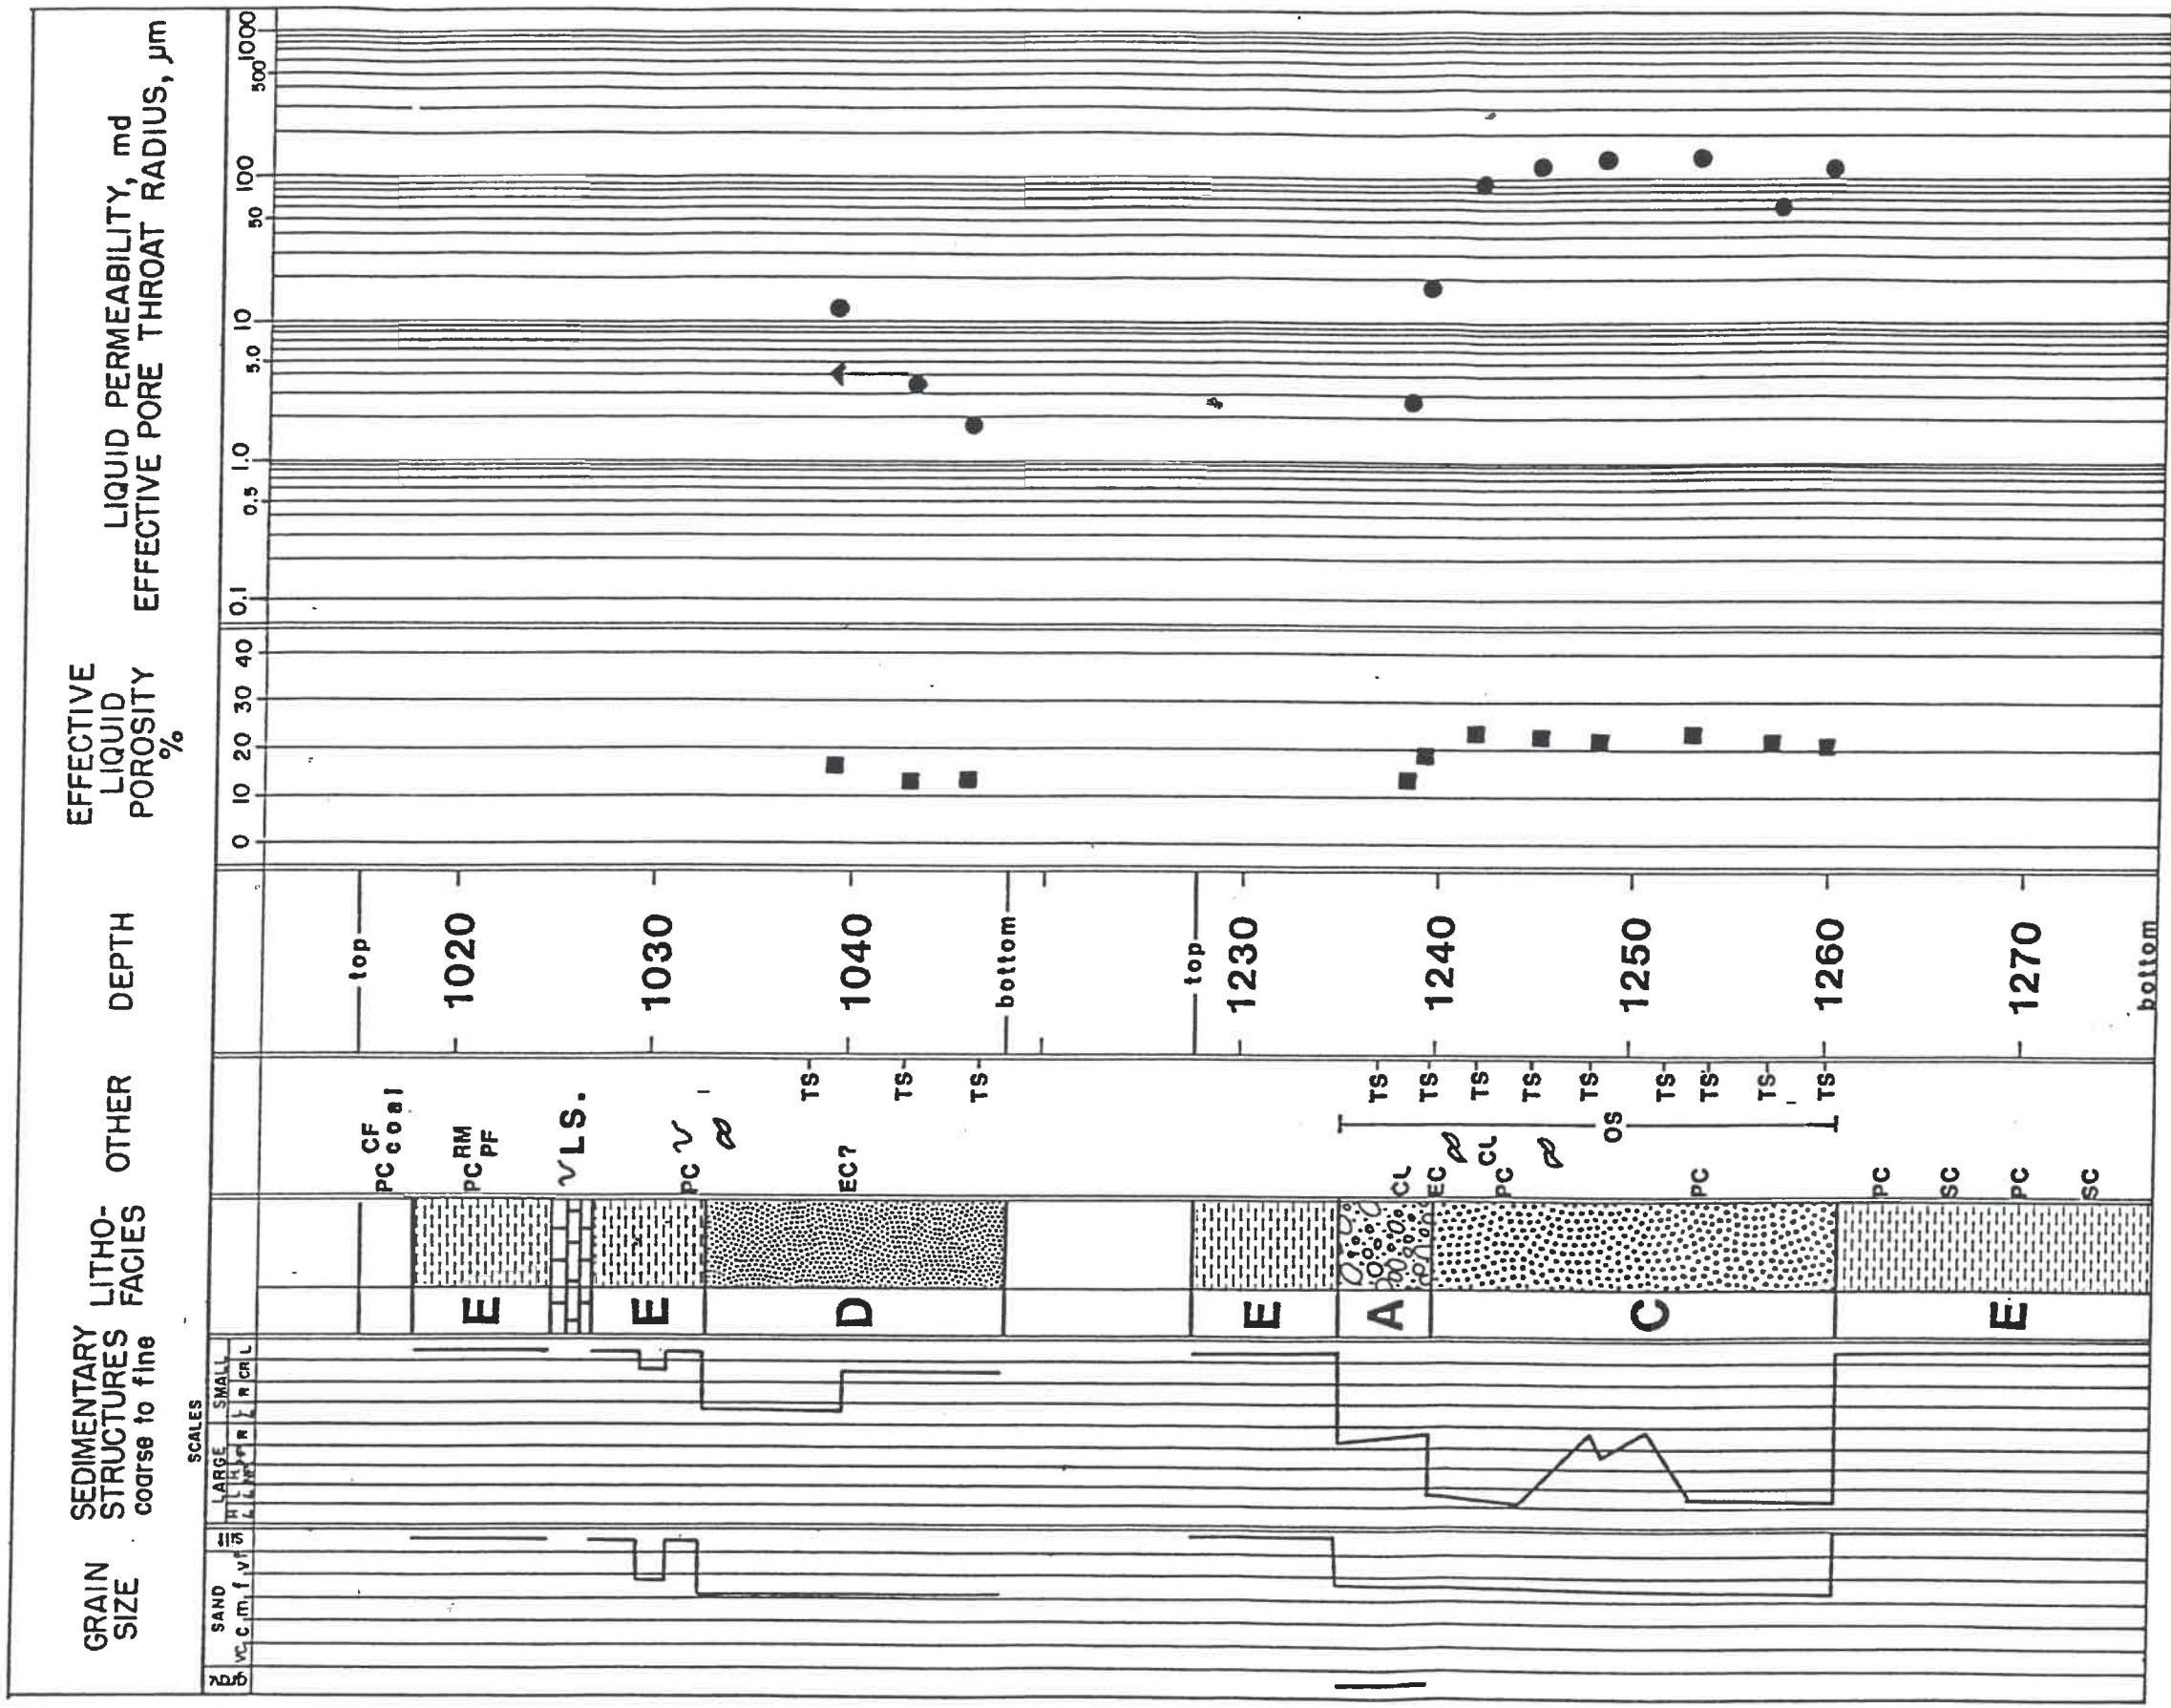 GRAIN
SIZE
SEDIMENTARY
STRUCTURES
coarse to fine
LITHO-
FACIES
OTHER
DEPTH
EFFECTIVE
LIQUID
POROSITY
%
LIQUID PERMEABILITY, md
EFFECTIVE PORE THROAT RADIUS, µm
SCALES
SAND
VC C m f vf
LARGE SMALL
R CR L
0 10 20 30 40
0.1 0.5 1.0 5.0 10 50 100 500 1000
top
PC CF
coal
1020
E
PC RM
PF
LS.
1030
E
PC
1040
D
EC?
TS
TS
TS
bottom
top
1230
E
A
CL
TS
1240
EC
TS
CL
PC
TS
TS
TS
OS
1250
C
PC
TS
TS
TS
1260
TS
E
PC
SC
1270
PC
SC
bottom